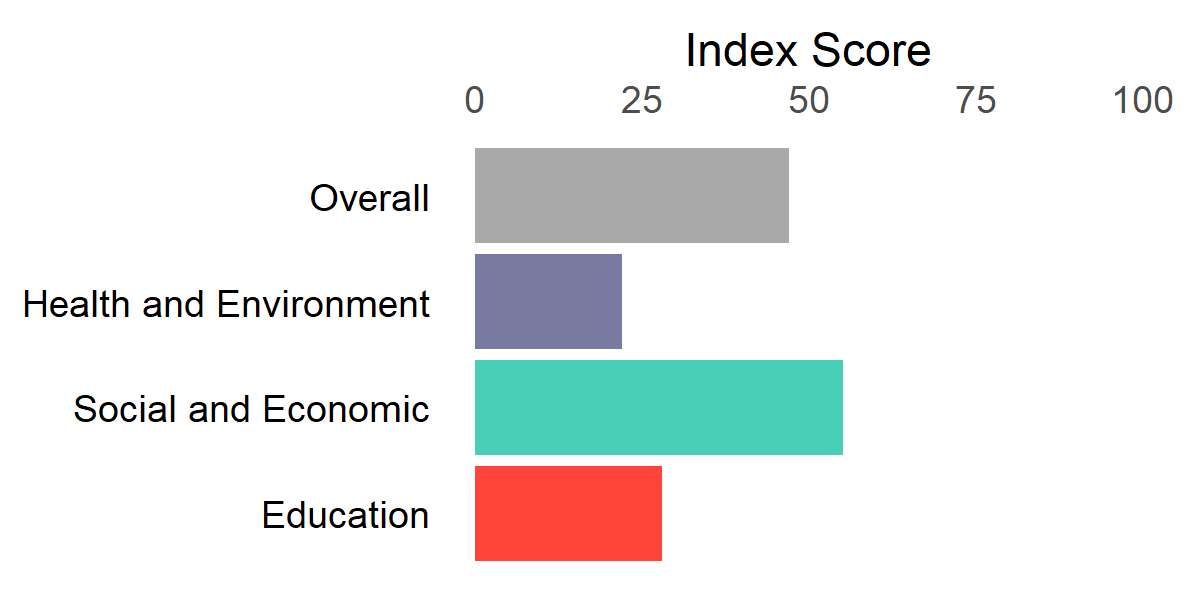 Index Score
0 25 50 75 100
Overall
Health and Environment
Social and Economic
Education